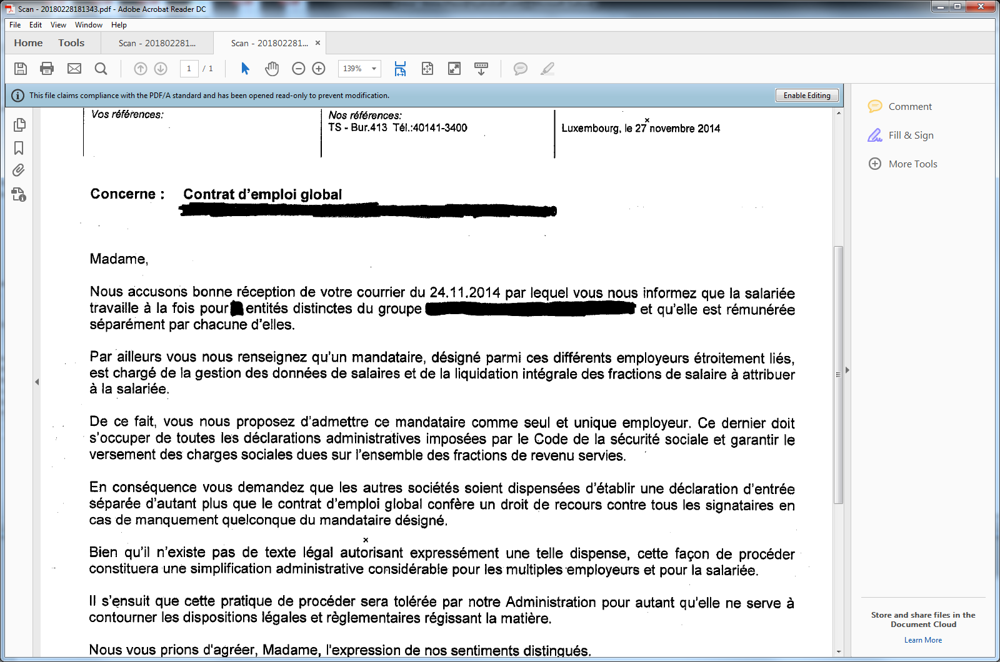 Scan - 20180228181343.pdf - Adobe Acrobat Reader DC
File Edit View Window Help
Home Tools Scan - 201802281... Scan - 201802281... ×
1 / 1 139%
This file claims compliance with the PDF/A standard and has been opened read-only to prevent modification. Enable Editing
Comment
Fill & Sign
More Tools
Vos références:
Nos références:
TS - Bur.413 Tél.:40141-3400
Luxembourg, le 27 novembre 2014
Concerne : Contrat d'emploi global
Madame,
Nous accusons bonne réception de votre courrier du 24.11.2014 par lequel vous nous informez que la salariée
travaille à la fois pour entités distinctes du groupe et qu'elle est rémunérée
séparément par chacune d'elles.
Par ailleurs vous nous renseignez qu'un mandataire, désigné parmi ces différents employeurs étroitement liés,
est chargé de la gestion des données de salaires et de la liquidation intégrale des fractions de salaire à attribuer
à la salariée.
De ce fait, vous nous proposez d'admettre ce mandataire comme seul et unique employeur. Ce dernier doit
s'occuper de toutes les déclarations administratives imposées par le Code de la sécurité sociale et garantir le
versement des charges sociales dues sur l'ensemble des fractions de revenu servies.
En conséquence vous demandez que les autres sociétés soient dispensées d'établir une déclaration d'entrée
séparée d'autant plus que le contrat d'emploi global confère un droit de recours contre tous les signataires en
cas de manquement quelconque du mandataire désigné.
Bien qu'il n'existe pas de texte légal autorisant expressément une telle dispense, cette façon de procéder
constituera une simplification administrative considérable pour les multiples employeurs et pour la salariée.
Il s'ensuit que cette pratique de procéder sera tolérée par notre Administration pour autant qu'elle ne serve à
contourner les dispositions légales et règlementaires régissant la matière.
Nous vous prions d'agréer, Madame, l'expression de nos sentiments distingués.
Store and share files in the
Document Cloud
Learn More